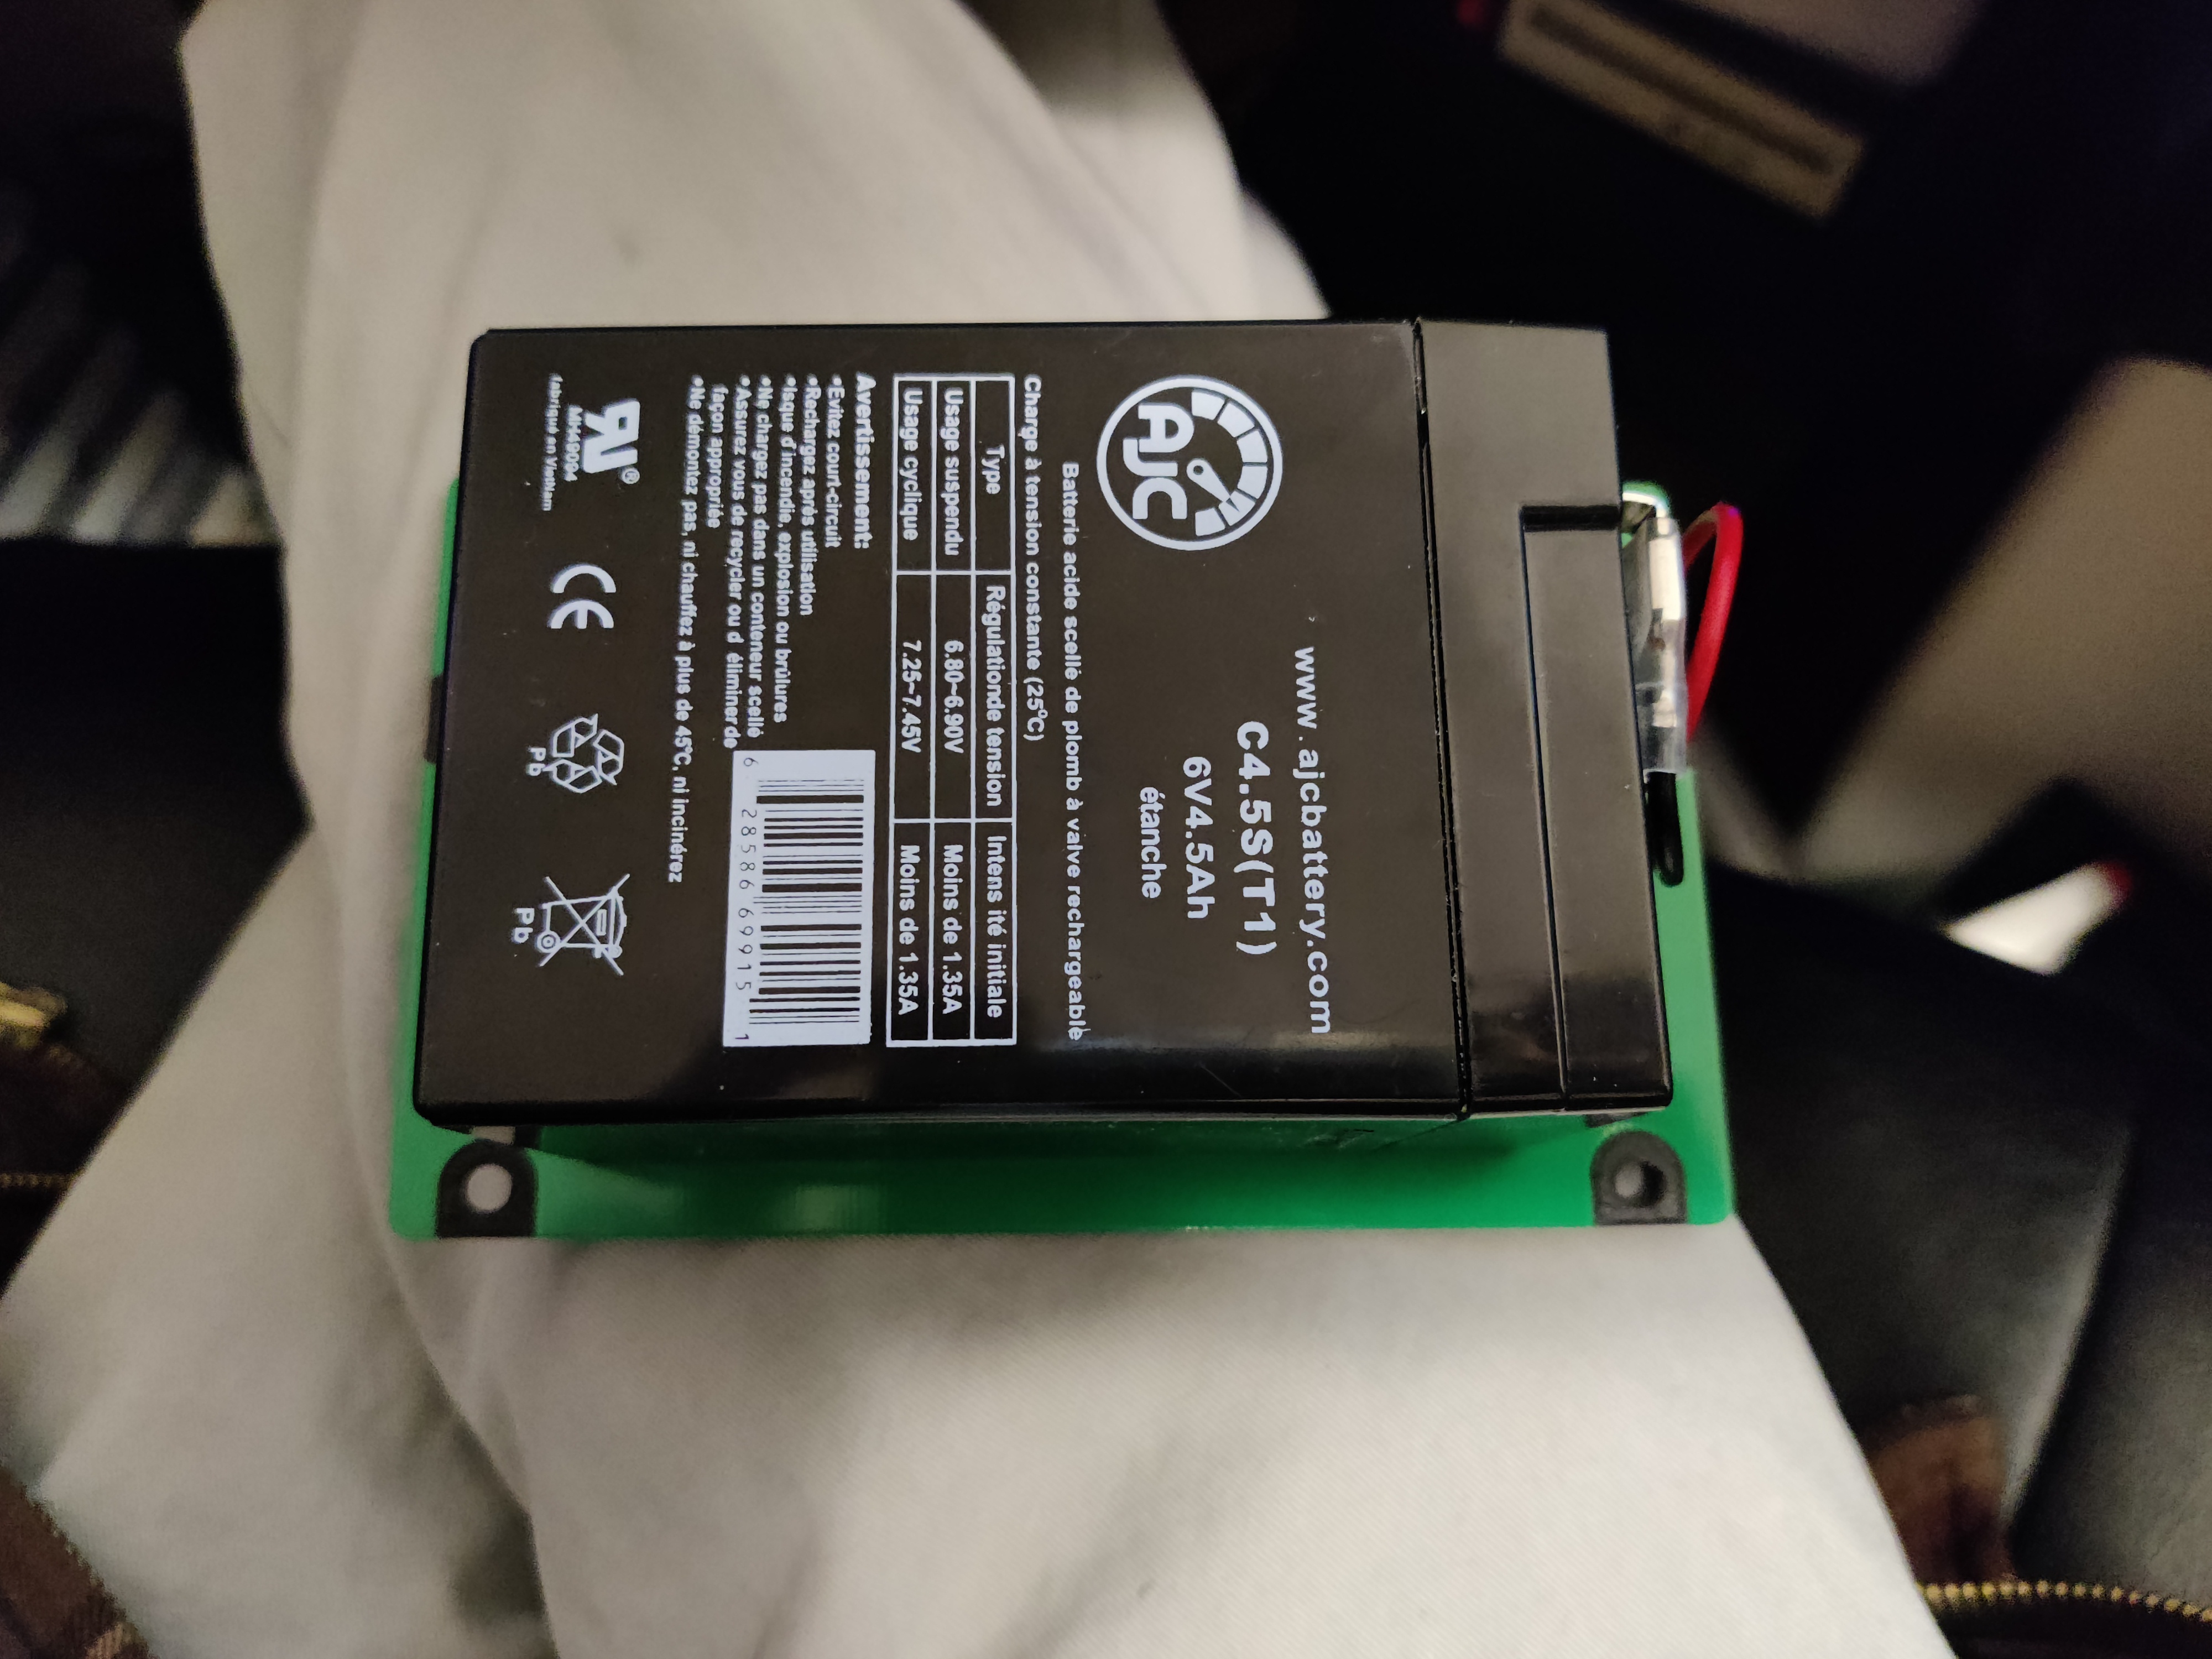 www.ajcbattery.com
AJC
C4.5S(T1)
6V4.5Ah
étanche
Batterie acide scellé de plomb à valve rechargeable
Charge à tension constante (25°C)
Type Régulationde tension Intens ité initiale
Usage suspendu 6.80~6.90V Moins de 1.35A
Usage cyclique 7.25~7.45V Moins de 1.35A
Avertissement:
•Evitez court-circuit
•Rechargez après utilisation
•Isque d'incendie, explosion ou brûlures
•Ne chargez pas dans un conteneur scellé
•Assurez vous de recycler ou d éliminer de
façon appropriée
•Ne démontez pas, ni chauffez à plus de 45℃, ni incinérez
6 28586 69915 1
MH49004
fabriqué en Vietnam
CE
Pb
Pb